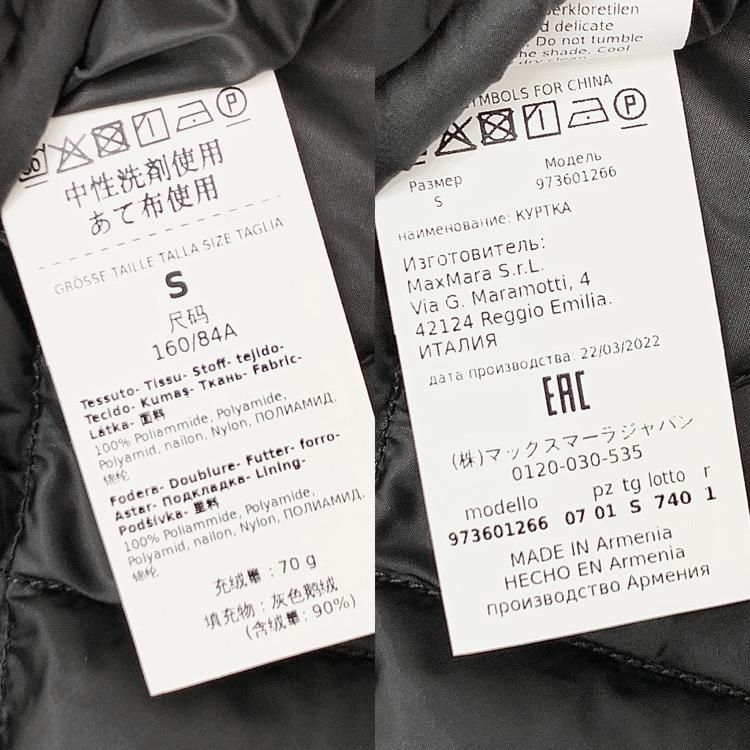 中性洗剤使用
あて布使用
GRÖSSE TAILLE TALLA SIZE TAGLIA
S
尺码
160/84A
Tessuto- Tissu- Stoff- tejido-
Tecido- Kumaş- Ткань- Fabric-
Látka- 面料
100% Poliammide, Polyamide,
Polyamid, nailon, Nylon, ПОЛИАМИД,
锦纶
Fodera- Doublure- Futter- forro-
Astar- Подкладка- Lining-
Podšívka- 里料
100% Poliammide, Polyamide,
Polyamid, nailon, Nylon, ПОЛИАМИД,
锦纶
充绒量 : 70 g
填充物 : 灰色鹅绒
(含绒量: 90%)
erkloretilen
d delicate
Do not tumble
he shade. Cool
dry clean
SYMBOLS FOR CHINA
Размер
S
Модель
973601266
наименование: КУРТКА
Изготовитель:
MaxMara S.r.L.
Via G. Maramotti, 4
42124 Reggio Emilia.
ИТАЛИЯ
дата производства: 22/03/2022
EAC
(株)マックスマーラジャパン
0120-030-535
modello pz tg lotto r
973601266 07 01 S 740 1
MADE IN Armenia
HECHO EN Armenia
производство Армения